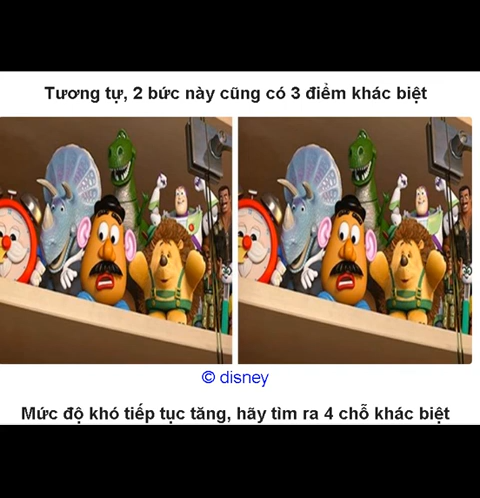 Tương tự, 2 bức này cũng có 3 điểm khác biệt
© disney
Mức độ khó tiếp tục tăng, hãy tìm ra 4 chỗ khác biệt